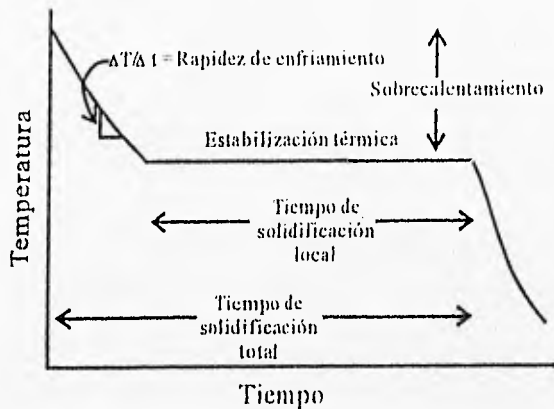 ΔT/Δ t = Rapidez de enfriamiento
Sobrecalentamiento
Estabilización térmica
Tiempo de
solidificación
local
Tiempo de
solidificación
total
Temperatura
Tiempo